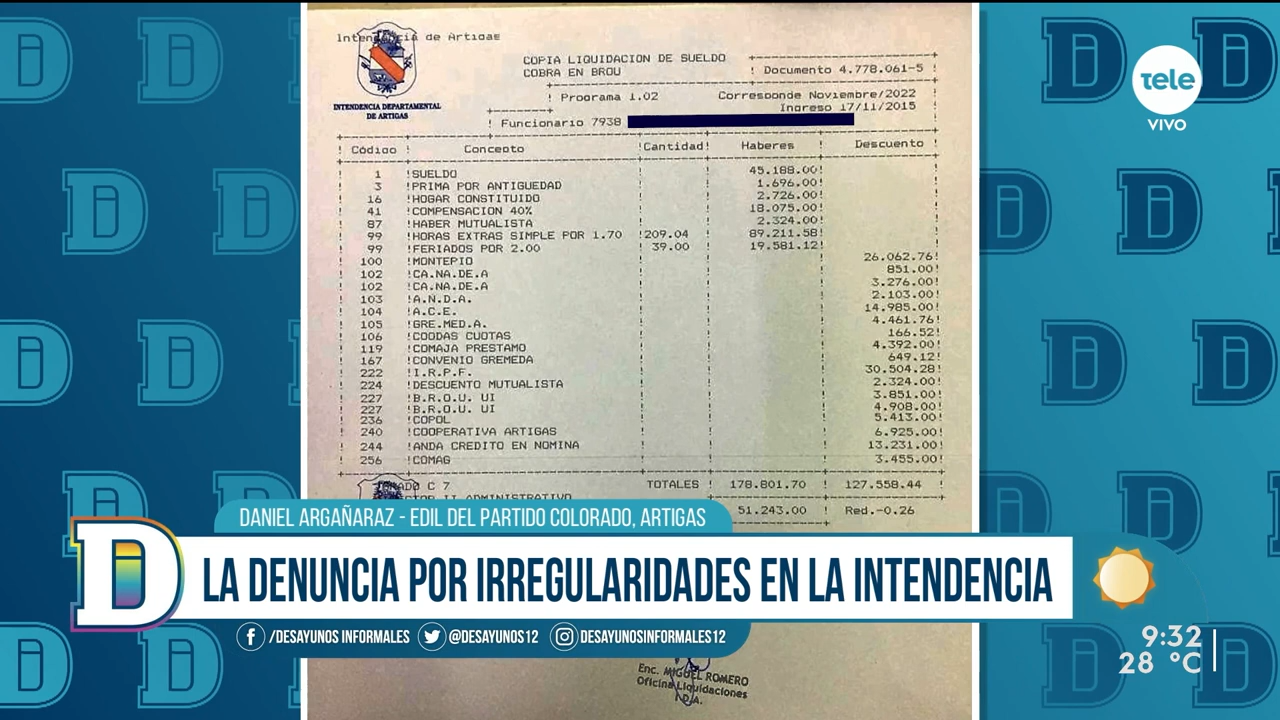 Intendencia de Artigas
INTENDENCIA DEPARTAMENTAL
DE ARTIGAS
COPIA LIQUIDACION DE SUELDO
COBRA EN BROU
! Documento 4.778.061-5
! Programa 1.02
Corresponde Noviembre/2022
Ingreso 17/11/2015
! Funcionario 7938
! Código ! Concepto !Cantidad! Haberes ! Descuento !
1 !SUELDO 45.188.00!
3 !PRIMA POR ANTIGUEDAD 1.696.00!
16 !HOGAR CONSTITUIDO 2.726.00!
41 !COMPENSACION 40% 18.075.00!
87 !HABER MUTUALISTA 2.324.00!
99 !HORAS EXTRAS SIMPLE POR 1.70 !209.04 89.211.58!
99 !FERIADOS POR 2.00 ! 39.00 19.581.12!
100 !MONTEPIO 26.062.76!
102 !CA.NA.DE.A 851.00!
102 !CA.NA.DE.A 3.276.00!
103 !A.N.D.A. 2.103.00!
104 !A.C.E. 14.985.00!
105 !GRE.MED.A. 4.461.76!
106 !COODAS CUOTAS 166.52!
119 !COMAJA PRESTAMO 4.392.00!
167 !CONVENIO GREMEDA 649.12!
222 !I.R.P.F. 30.504.28!
224 !DESCUENTO MUTUALISTA 2.324.00!
227 !B.R.O.U. UI 3.851.00!
227 !B.R.O.U. UI 4.908.00!
236 !COPOL 5.413.00!
240 !COOPERATIVA ARTIGAS 6.925.00!
244 !ANDA CREDITO EN NOMINA 13.231.00!
256 !COMAG 3.455.00!
C 7 TOTALES ! 178.801.70 ! 127.558.44 !
II ADMINISTRATIVO
51.243.00 ! Red.-0.26
tele
VIVO
DANIEL ARGAÑARAZ - EDIL DEL PARTIDO COLORADO, ARTIGAS
D
LA DENUNCIA POR IRREGULARIDADES EN LA INTENDENCIA
/DESAYUNOS INFORMALES @DESAYUNOS12 DESAYUNOSINFORMALES12
9:32
28 °C
Enc. MIGUEL ROMERO
Oficina Liquidaciones
I.D.A.